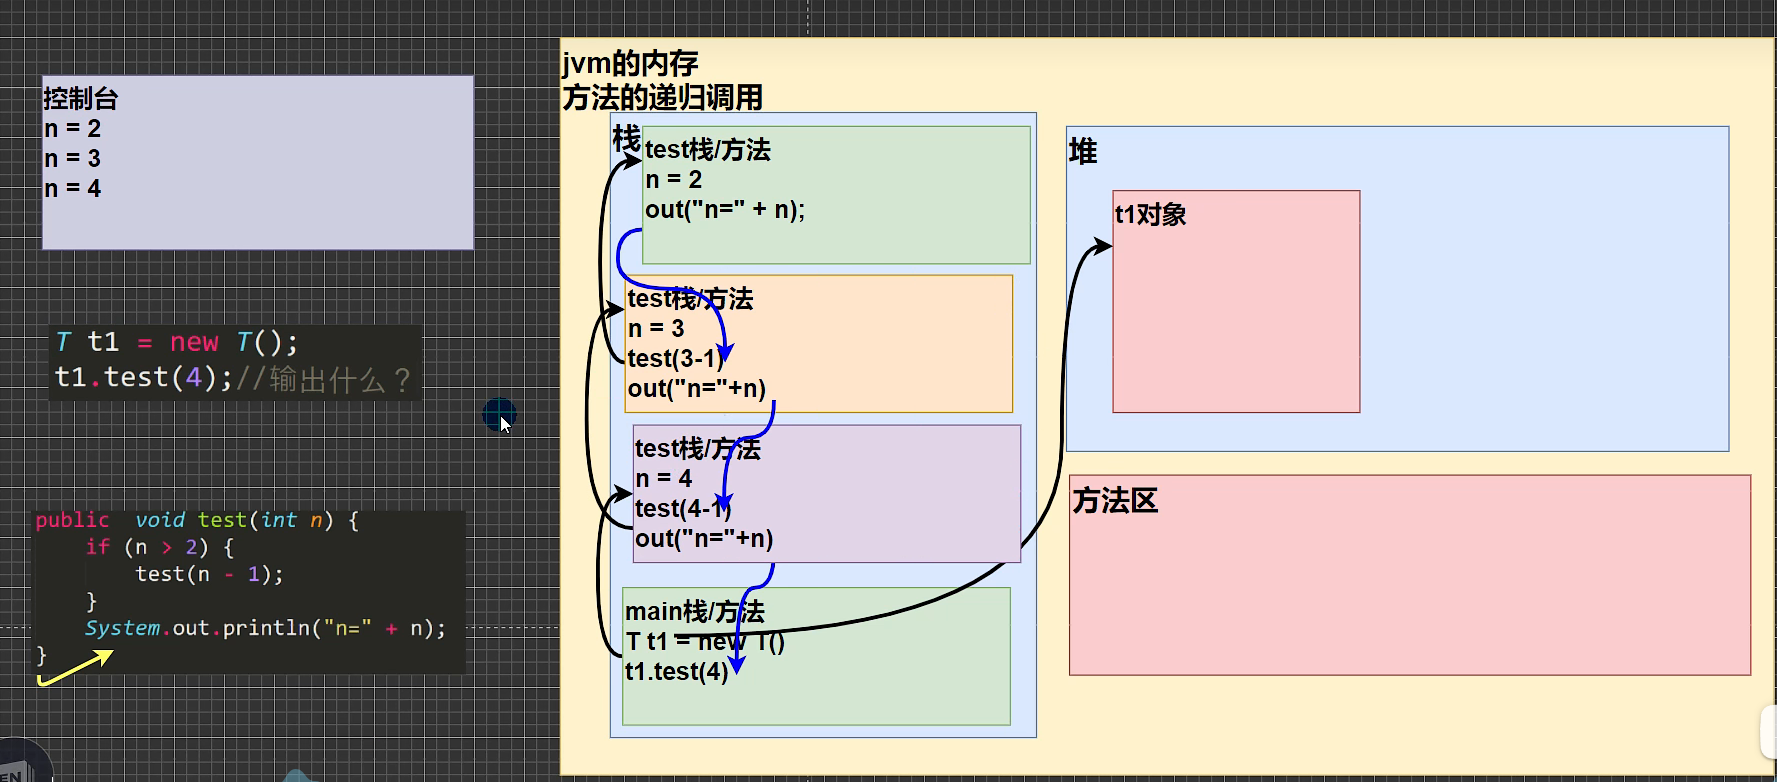 控制台
n = 2
n = 3
n = 4
T t1 = new T();
t1.test(4);//输出什么？
public  void test(int n) {
    if (n > 2) {
        test(n - 1);
    }
    System.out.println("n=" + n);
}
EN
jvm的内存
方法的递归调用
栈
test栈/方法
n = 2
out("n=" + n);
test栈/方法
n = 3
test(3-1)
out("n="+n)
test栈/方法
n = 4
test(4-1)
out("n="+n)
main栈/方法
T t1 = new T()
t1.test(4)
堆
t1对象
方法区